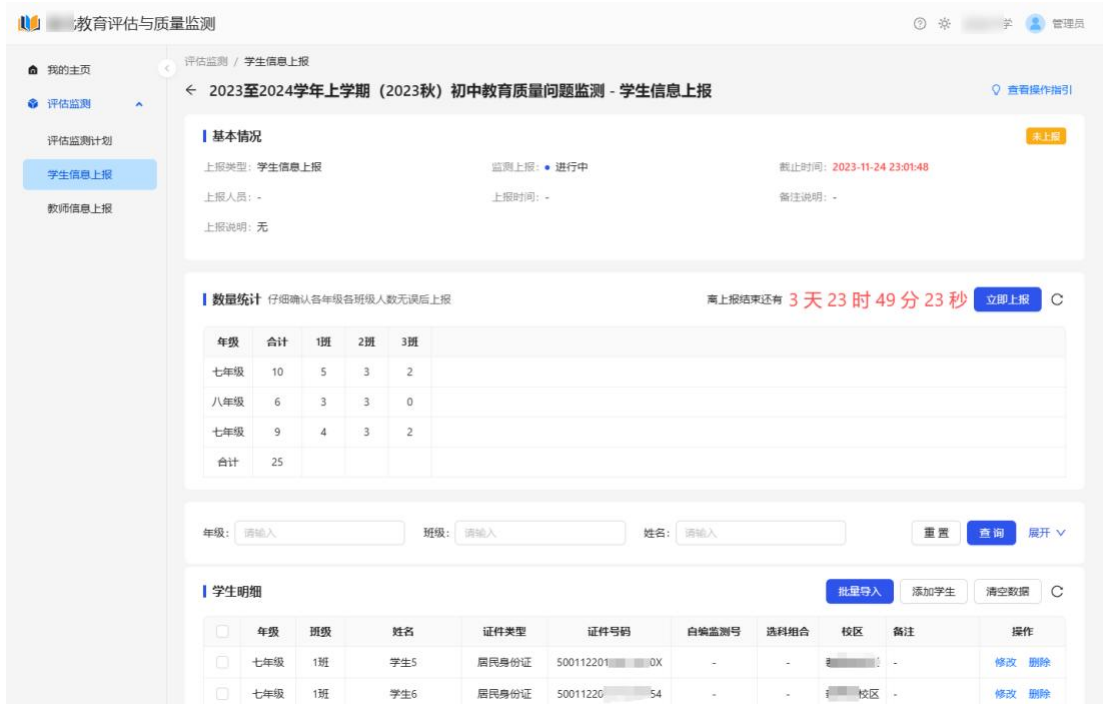 教育评估与质量监测
学 管理员
我的主页
评估监测
评估监测计划
学生信息上报
教师信息上报
评估监测 / 学生信息上报
← 2023至2024学年上学期（2023秋）初中教育质量问题监测 - 学生信息上报 查看操作指引
基本情况 未上报
上报类型: 学生信息上报 监测上报: 进行中 截止时间: 2023-11-24 23:01:48
上报人员: - 上报时间: - 备注说明: -
上报说明: 无
数量统计 仔细确认各年级各班级人数无误后上报 离上报结束还有 3 天 23 时 49 分 23 秒 立即上报
年级 合计 1班 2班 3班
七年级 10 5 3 2
八年级 6 3 3 0
七年级 9 4 3 2
合计 25
年级: 请输入 班级: 请输入 姓名: 请输入 重置 查询 展开
学生明细 批量导入 添加学生 清空数据
年级 班级 姓名 证件类型 证件号码 自编监测号 选科组合 校区 备注 操作
七年级 1班 学生5 居民身份证 500112201 0X - - - 修改 删除
七年级 1班 学生6 居民身份证 50011220 54 - - 校区 - 修改 删除